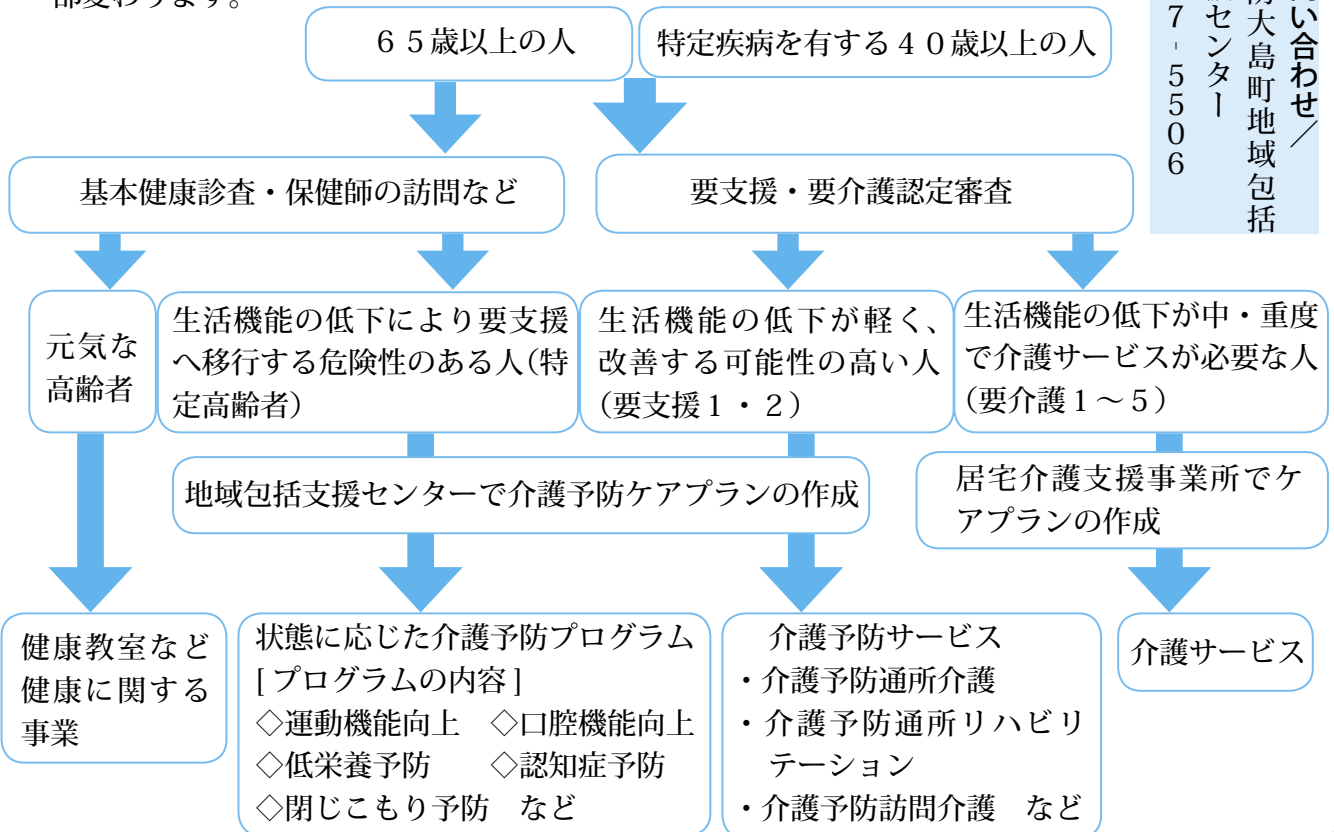 部変わります。
い合わせ／
大島町地域包括
センター
7-5506
65歳以上の人
特定疾病を有する40歳以上の人
基本健康診査・保健師の訪問など
要支援・要介護認定審査
元気な
高齢者
生活機能の低下により要支援
へ移行する危険性のある人(特
定高齢者)
生活機能の低下が軽く、
改善する可能性の高い人
(要支援1・2)
生活機能の低下が中・重度
で介護サービスが必要な人
(要介護1～5)
地域包括支援センターで介護予防ケアプランの作成
居宅介護支援事業所でケ
アプランの作成
健康教室など
健康に関する
事業
状態に応じた介護予防プログラム
[プログラムの内容]
◇運動機能向上　◇口腔機能向上
◇低栄養予防　　◇認知症予防
◇閉じこもり予防　など
介護予防サービス
・介護予防通所介護
・介護予防通所リハビリ
テーション
・介護予防訪問介護　など
介護サービス